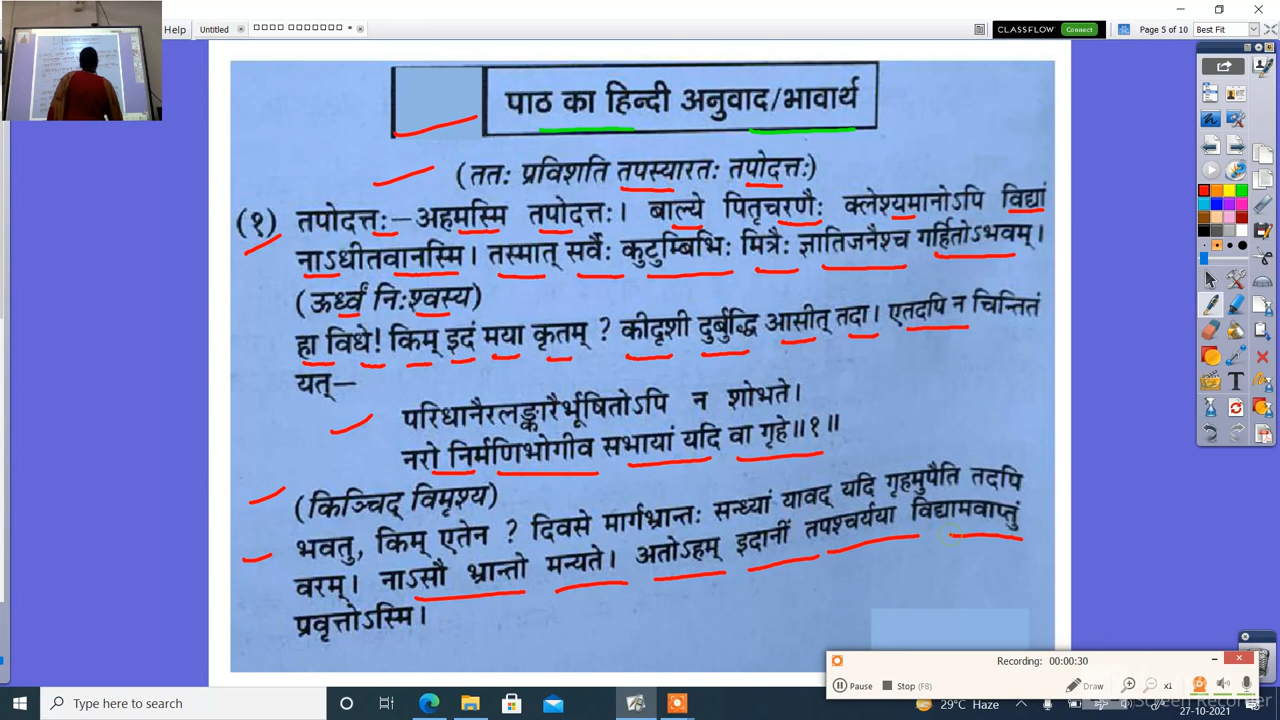 Help
Untitled
CLASSFLOW Connect
Page 5 of 10
Best Fit
पाठ का हिन्दी अनुवाद/भावार्थ
(ततः प्रविशति तपस्यारतः तपोदत्तः)
(१) तपोदत्तः–अहमस्मि तपोदत्तः। बाल्ये पितृचरणैः क्लेश्यमानोऽपि विद्यां
नाऽधीतवानस्मि। तस्मात् सर्वैः कुटुम्बिभिः मित्रैः ज्ञातिजनैश्च गर्हितोऽभवम्।
(ऊर्ध्वं निःश्वस्य)
हा विधे! किम् इदं मया कृतम् ? कीदृशी दुर्बुद्धि आसीत् तदा। एतदपि न चिन्तितं
यत्–
परिधानैरलङ्कारैर्भूषितोऽपि न शोभते।
नरो निर्मणिभोगीव सभायां यदि वा गृहे॥१॥
(किञ्चिद् विमृश्य)
भवतु, किम् एतेन ? दिवसे मार्गभ्रान्तः सन्ध्यां यावद् यदि गृहमुपैति तदपि
वरम्। नाऽसौ भ्रान्तो मन्यते। अतोऽहम् इदानीं तपश्चर्यया विद्यामवाप्तुं
प्रवृत्तोऽस्मि।
Recording: 00:00:30
Pause
Stop (F8)
x1
Draw
Type here to search
29°C Haze
27-10-2021
Screen Recorder